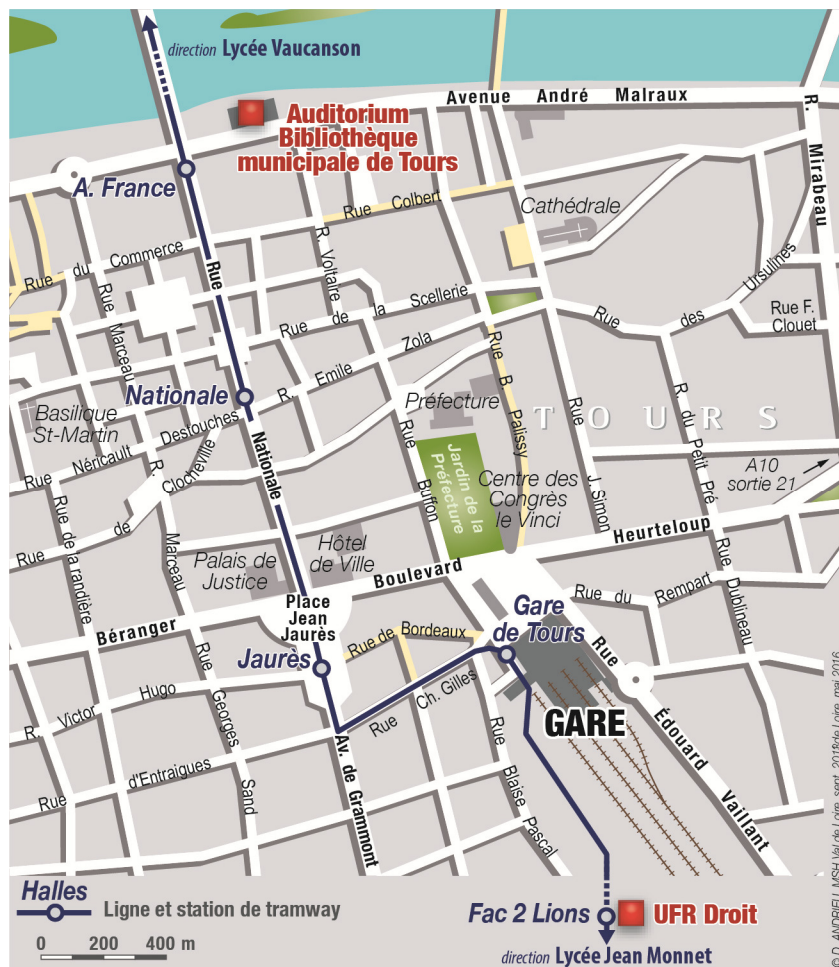 direction Lycée Vaucanson
Auditorium
Bibliothèque
municipale de Tours
Avenue André Malraux
R. Mirabeau
A. France
Rue Colbert
Cathédrale
Rue du Commerce
Rue
R. Voltaire
Rue Marceau
Rue de la Scellerie
Ursulines
des
Rue
Rue F.
Clouet
Nationale
R. Emile Zola
Rue B. Palissy
Préfecture
TOURS
Basilique
St-Martin
Rue Néricault Destouches
Nationale
Rue
R. du Petit Pré
Rue de Clocheville
R.
Marceau
Rue de la randière
Rue Buffon
Jardin de la
Préfecture
Centre des
Congrès
le Vinci
J. Simon
A10
sortie 21
Heurteloup
Palais de
Justice
Hôtel
de Ville
Boulevard
Rue Dublineau
Place
Jean
Jaurès
Béranger
Rue du Rempart
Gare
de Tours
Rue de Bordeaux
Jaurès
Rue
Édouard
Vaillant
R. Victor Hugo
Rue Georges Sand
Rue Ch. Gilles
GARE
Rue d'Entraigues
Av. de Grammont
Rue Blaise Pascal
Halles
Ligne et station de tramway
0 200 400 m
Fac 2 Lions
UFR Droit
direction Lycée Jean Monnet